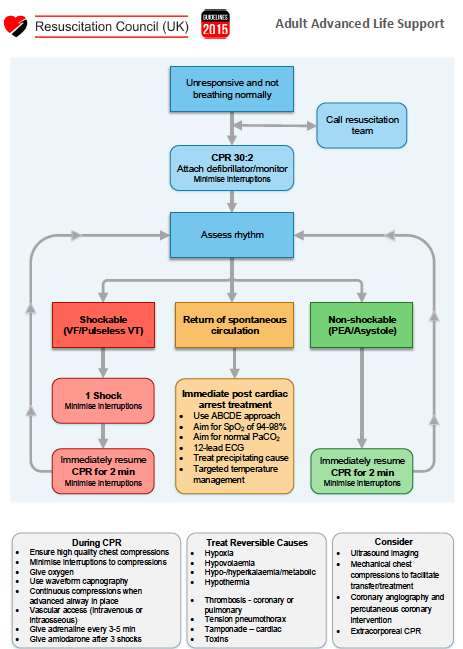 Resuscitation Council (UK)
GUIDELINES
2015
Adult Advanced Life Support
Unresponsive and not
breathing normally
Call resuscitation
team
CPR 30:2
Attach defibrillator/monitor
Minimise interruptions
Assess rhythm
Shockable
(VF/Pulseless VT)
Return of spontaneous
circulation
Non-shockable
(PEA/Asystole)
1 Shock
Minimise interruptions
Immediately resume
CPR for 2 min
Minimise interruptions
Immediate post cardiac
arrest treatment
• Use ABCDE approach
• Aim for SpO₂ of 94-98%
• Aim for normal PaCO₂
• 12-lead ECG
• Treat precipitating cause
• Targeted temperature
management
Immediately resume
CPR for 2 min
Minimise interruptions
During CPR
• Ensure high quality chest compressions
• Minimise interruptions to compressions
• Give oxygen
• Use waveform capnography
• Continuous compressions when
advanced airway in place
• Vascular access (intravenous or
intraosseous)
• Give adrenaline every 3-5 min
• Give amiodarone after 3 shocks
Treat Reversible Causes
• Hypoxia
• Hypovolaemia
• Hypo-/hyperkalaemia/metabolic
• Hypothermia
• Thrombosis - coronary or
pulmonary
• Tension pneumothorax
• Tamponade – cardiac
• Toxins
Consider
• Ultrasound imaging
• Mechanical chest
compressions to facilitate
transfer/treatment
• Coronary angiography and
percutaneous coronary
intervention
• Extracorporeal CPR